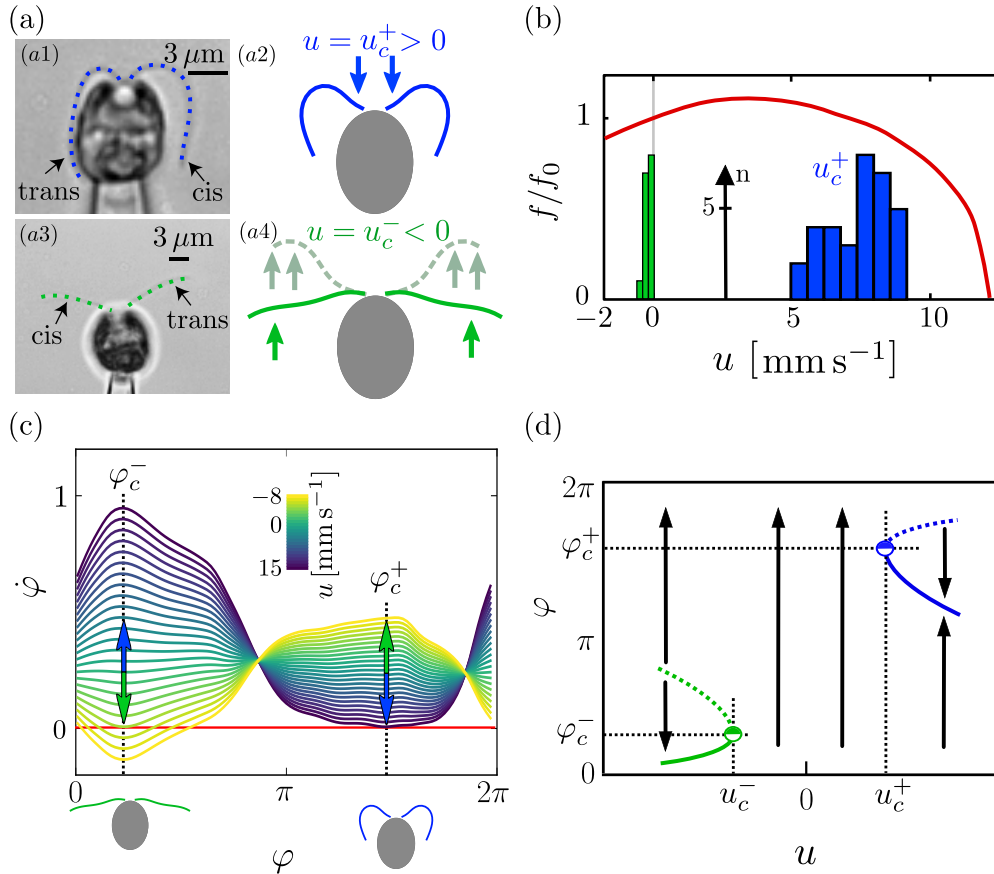 (a)
(a1)
3 μm
trans
cis
(a2)
u = u_c^+ > 0
(a3)
3 μm
cis
trans
(a4)
u = u_c^- < 0
(b)
f/f_0
1
0
n
5
u_c^+
−2
0
5
10
u [mm s^{−1}]
(c)
φ_c^-
−8
0
15
u [mm s^{−1}]
φ_c^+
φ̇
1
0
0
π
2π
φ
(d)
2π
φ_c^+
φ
π
φ_c^-
0
u_c^-
0
u_c^+
u